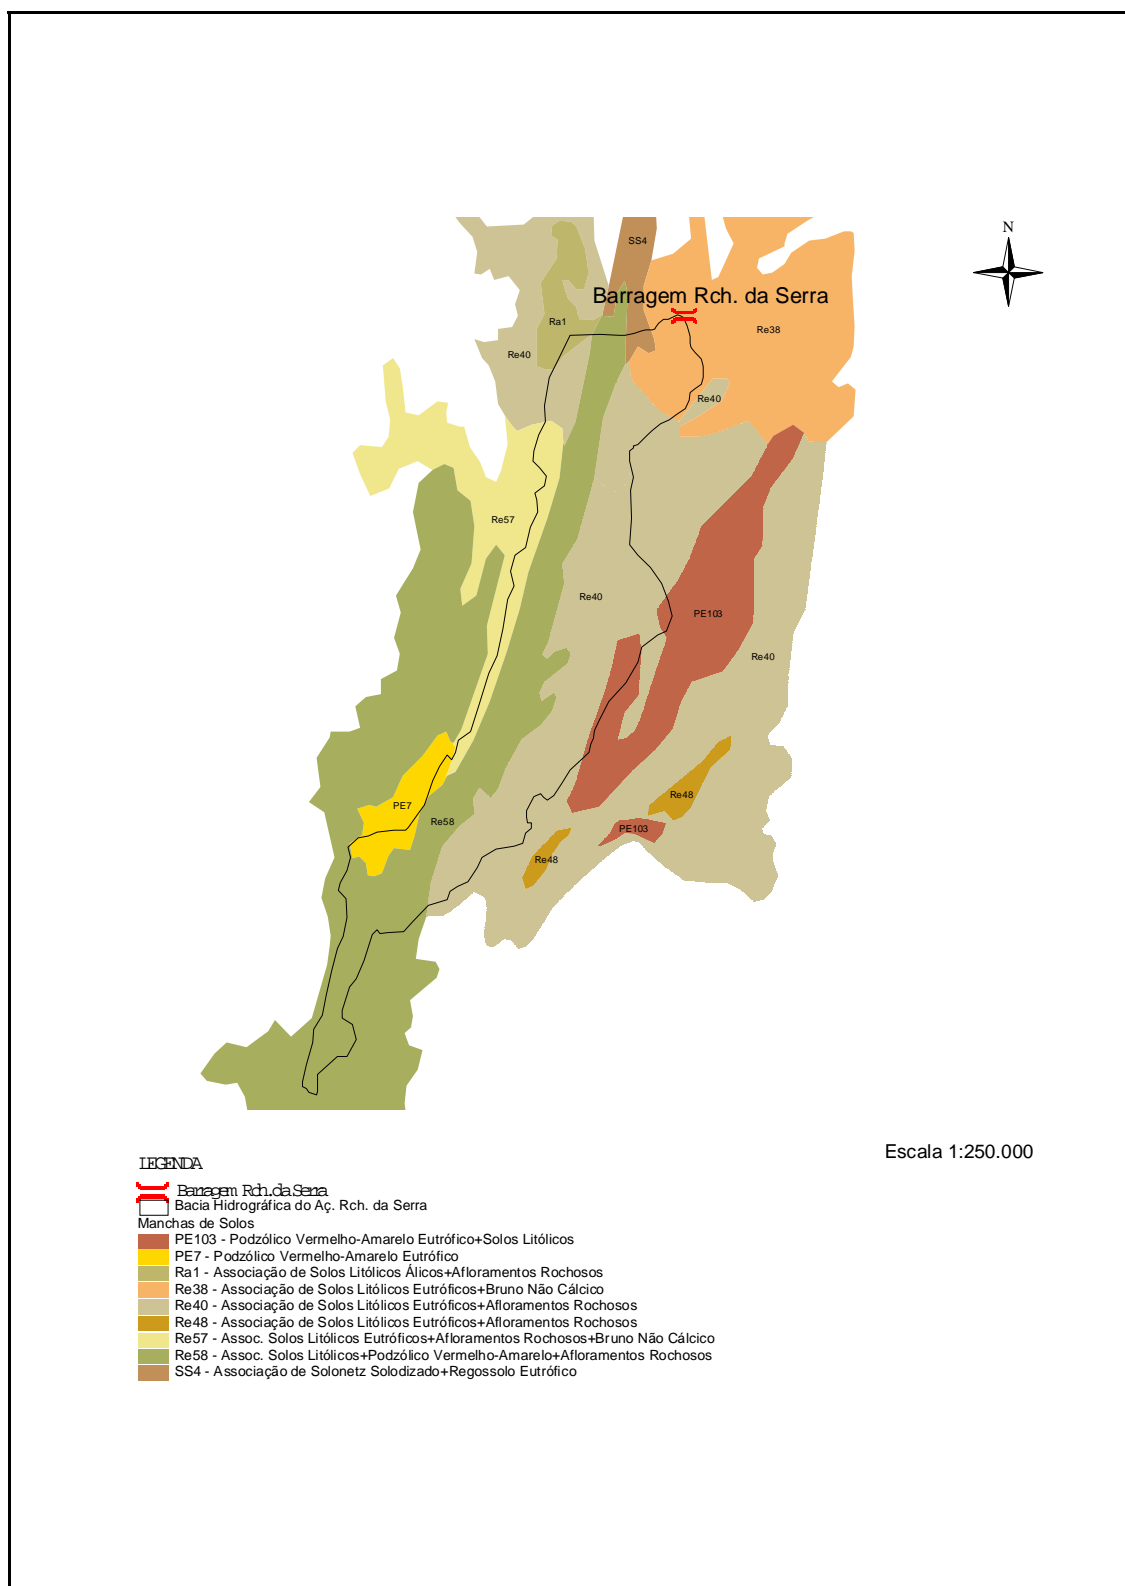 N
SS4
Barragem Rch. da Serra
Ra1
Re38
Re40
Re40
Re57
Re40
PE103
Re40
Re48
PE7
Re58
PE103
Re48
Escala 1:250.000
LEGENDA
Barragem Rch. da Serra
Bacia Hidrográfica do Aç. Rch. da Serra
Manchas de Solos
PE103 - Podzólico Vermelho-Amarelo Eutrófico+Solos Litólicos
PE7 - Podzólico Vermelho-Amarelo Eutrófico
Ra1 - Associação de Solos Litólicos Álicos+Afloramentos Rochosos
Re38 - Associação de Solos Litólicos Eutróficos+Bruno Não Cálcico
Re40 - Associação de Solos Litólicos Eutróficos+Afloramentos Rochosos
Re48 - Associação de Solos Litólicos Eutróficos+Afloramentos Rochosos
Re57 - Assoc. Solos Litólicos Eutróficos+Afloramentos Rochosos+Bruno Não Cálcico
Re58 - Assoc. Solos Litólicos+Podzólico Vermelho-Amarelo+Afloramentos Rochosos
SS4 - Associação de Solonetz Solodizado+Regossolo Eutrófico